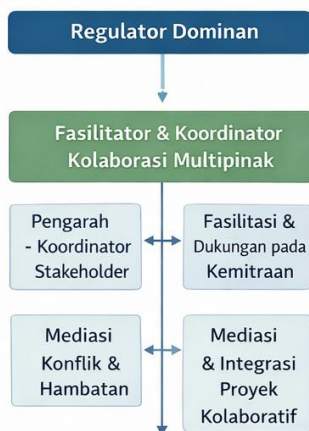 Regulator Dominan
Fasilitator & Koordinator
Kolaborasi Multipinak
Pengarah
- Koordinator
Stakeholder
Fasilitasi &
Dukungan pada
Kemitraan
Mediasi
Konflik &
Hambatan
Mediasi
& Integrasi
Proyek
Kolaboratif